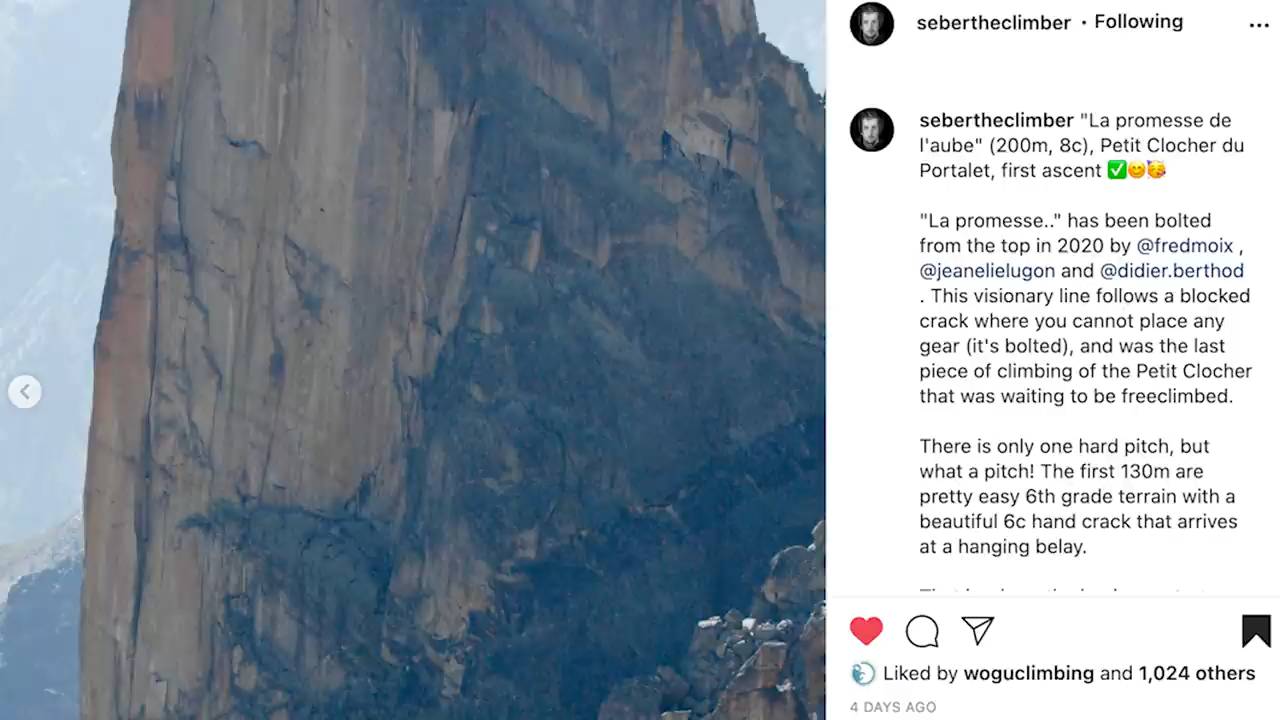 sebertheclimber • Following
sebertheclimber "La promesse de
l'aube" (200m, 8c), Petit Clocher du
Portalet, first ascent ✅😊🥳
"La promesse.." has been bolted
from the top in 2020 by @fredmoix ,
@jeanelielugon and @didier.berthod
. This visionary line follows a blocked
crack where you cannot place any
gear (it's bolted), and was the last
piece of climbing of the Petit Clocher
that was waiting to be freeclimbed.
There is only one hard pitch, but
what a pitch! The first 130m are
pretty easy 6th grade terrain with a
beautiful 6c hand crack that arrives
at a hanging belay.
Liked by woguclimbing and 1,024 others
4 DAYS AGO